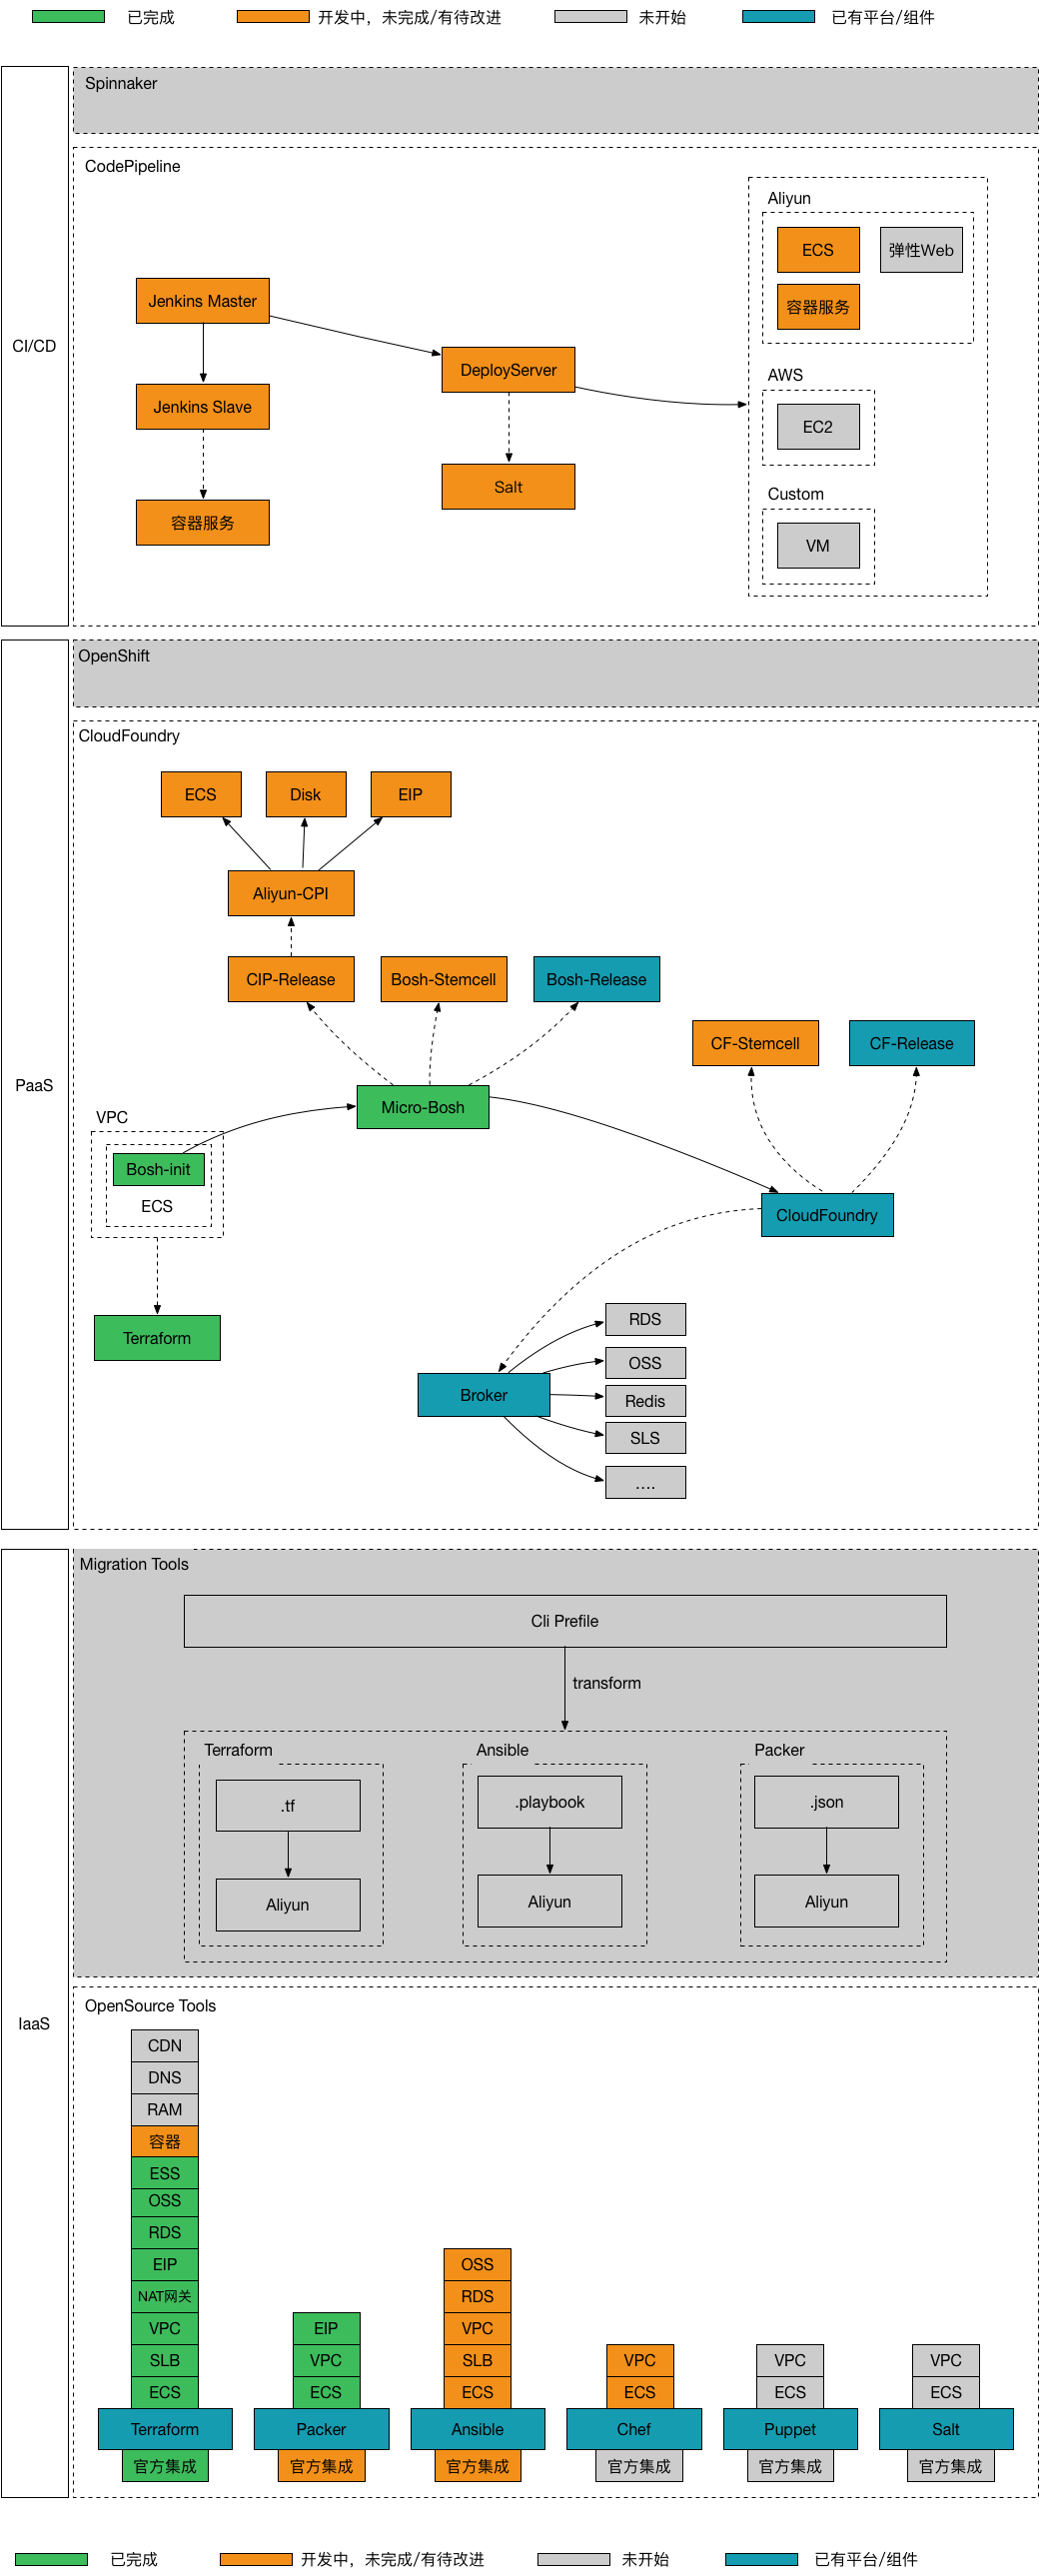 已完成
开发中，未完成/有待改进
未开始
已有平台/组件
CI/CD
Spinnaker
CodePipeline
Aliyun
ECS
弹性Web
容器服务
Jenkins Master
DeployServer
AWS
Jenkins Slave
EC2
Salt
Custom
容器服务
VM
PaaS
OpenShift
CloudFoundry
ECS
Disk
EIP
Aliyun-CPI
CIP-Release
Bosh-Stemcell
Bosh-Release
CF-Stemcell
CF-Release
Micro-Bosh
VPC
Bosh-init
ECS
CloudFoundry
Terraform
RDS
OSS
Broker
Redis
SLS
....
IaaS
Migration Tools
Cli Prefile
transform
Terraform
Ansible
Packer
.tf
.playbook
.json
Aliyun
Aliyun
Aliyun
OpenSource Tools
CDN
DNS
RAM
容器
ESS
OSS
RDS
EIP
NAT网关
VPC
SLB
ECS
Terraform
官方集成
EIP
VPC
ECS
Packer
官方集成
OSS
RDS
VPC
SLB
ECS
Ansible
官方集成
VPC
ECS
Chef
官方集成
VPC
ECS
Puppet
官方集成
VPC
ECS
Salt
官方集成
已完成
开发中，未完成/有待改进
未开始
已有平台/组件